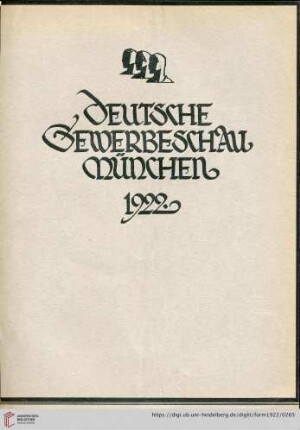 DEUTSCHE
GEWERBESCHAU
MÜNCHEN
1922.
https://digi.ub.uni-heidelberg.de/diglit/form1922/0265